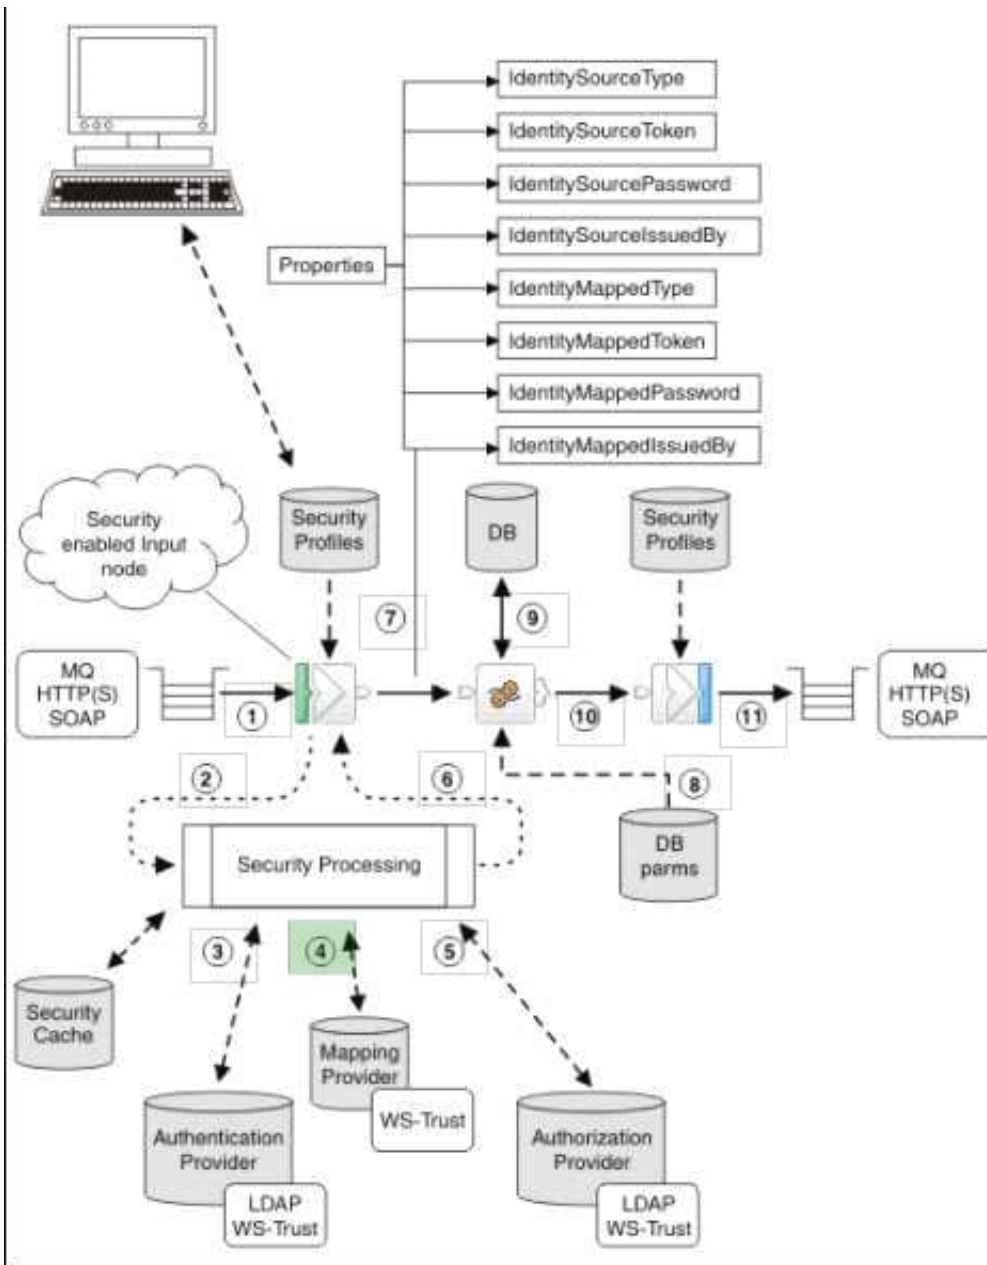 IdentitySourceType
IdentitySourceToken
IdentitySourcePassword
IdentitySourceIssuedBy
Properties
IdentityMappedType
IdentityMappedToken
IdentityMappedPassword
IdentityMappedIssuedBy
Security
enabled Input
node
Security
Profiles
DB
Security
Profiles
7
9
MQ
HTTP(S)
SOAP
1
10
11
MQ
HTTP(S)
SOAP
2
6
8
Security Processing
DB
parms
3
4
5
Security
Cache
Mapping
Provider
WS-Trust
Authentication
Provider
LDAP
WS-Trust
Authorization
Provider
LDAP
WS-Trust